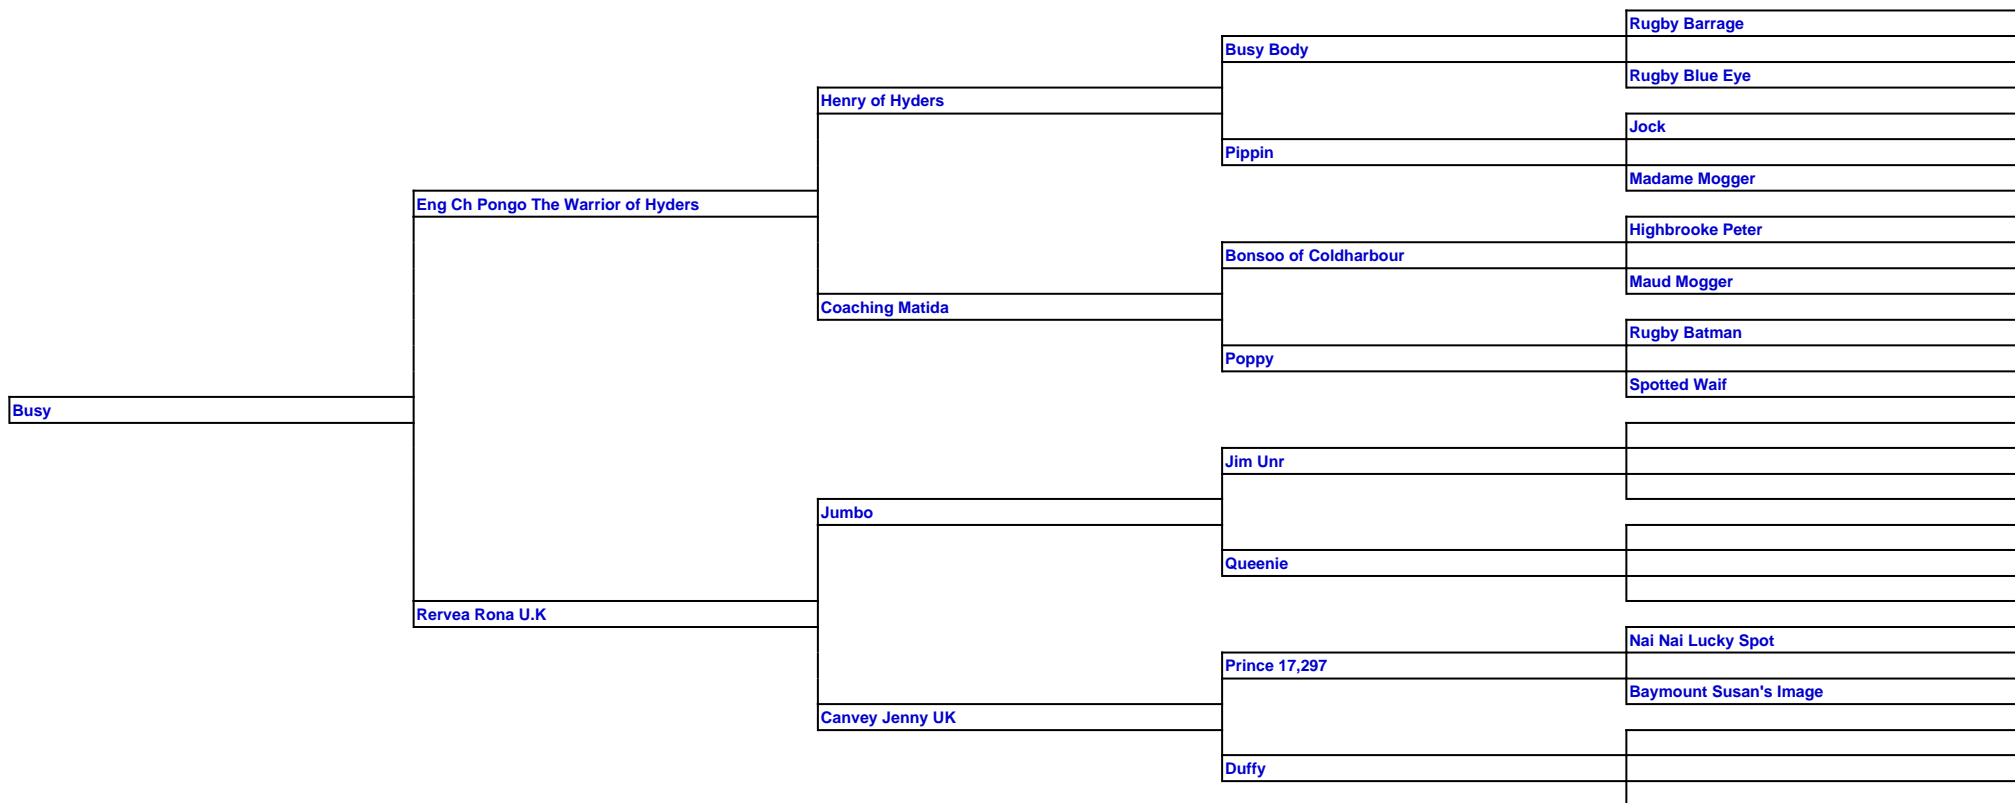 Rugby Barrage
Busy Body
Rugby Blue Eye
Henry of Hyders
Jock
Pippin
Madame Mogger
Eng Ch Pongo The Warrior of Hyders
Highbrooke Peter
Bonsoo of Coldharbour
Maud Mogger
Coaching Matida
Rugby Batman
Poppy
Spotted Waif
Busy
Jim Unr
Jumbo
Queenie
Rervea Rona U.K
Nai Nai Lucky Spot
Prince 17,297
Baymount Susan's Image
Canvey Jenny UK
Duffy